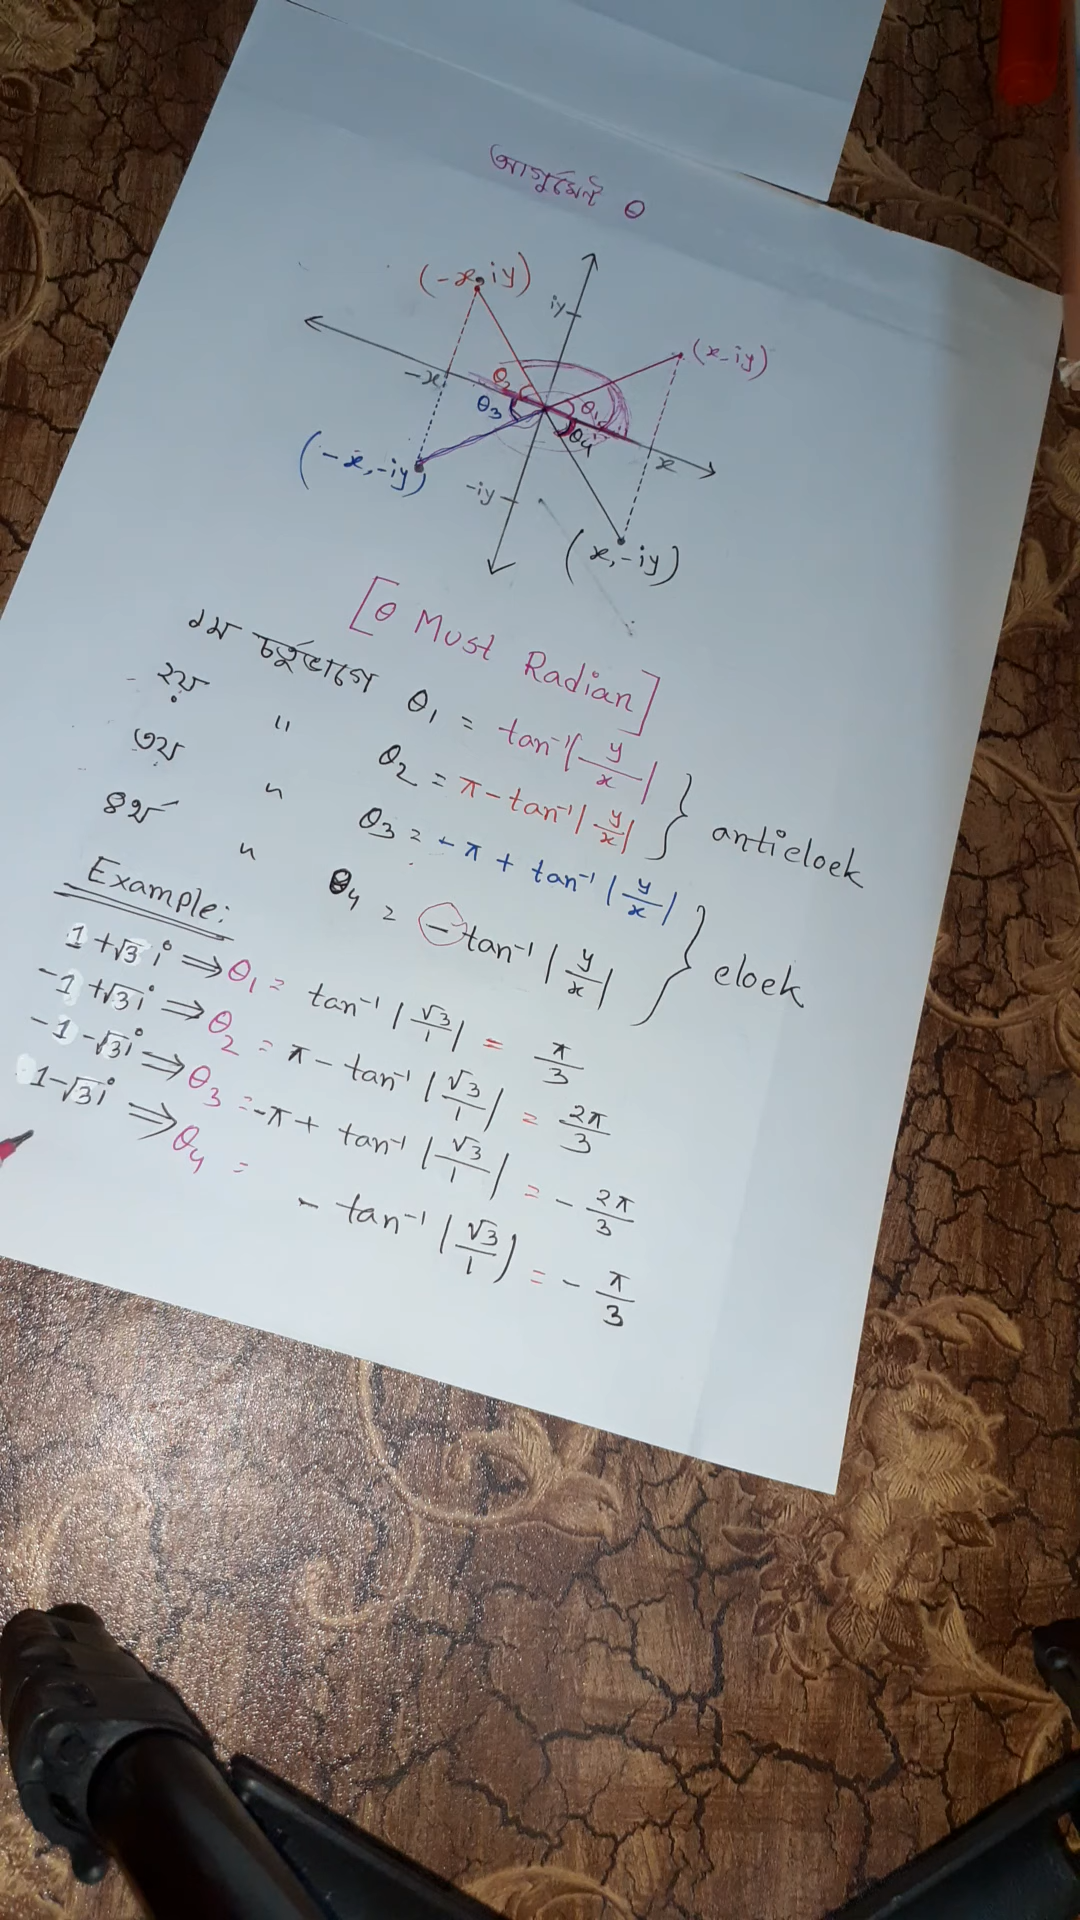 আর্গুমেন্ট θ
(-x, iy)
iy
(x-iy)
-x
θ2
θ1
θ3
θ4
x
(-x,-iy)
-iy
(x,-iy)
[θ Must Radian]
১ম চতুর্ভাগে θ1 = tan⁻¹|y/x|
২য় " θ2 = π - tan⁻¹|y/x|
} anticlock
৩য় " θ3 = -π + tan⁻¹|y/x|
৪র্থ " θ4 = -tan⁻¹|y/x|
} clock
Example:
1+√3 i ⇒ θ1 = tan⁻¹|√3/1| = π/3
-1+√3i ⇒ θ2 = π - tan⁻¹|√3/1| = 2π/3
-1-√3i ⇒ θ3 = -π + tan⁻¹|√3/1| = - 2π/3
1-√3i ⇒ θ4 = - tan⁻¹|√3/1) = - π/3